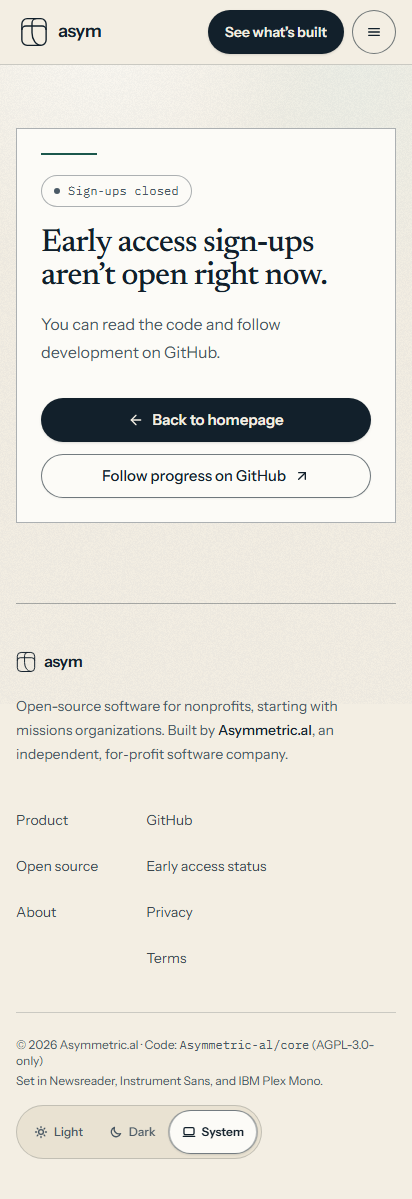 asym
See what's built
Sign-ups closed
Early access sign-ups
aren't open right now.
You can read the code and follow
development on GitHub.
← Back to homepage
Follow progress on GitHub ↗
asym
Open-source software for nonprofits, starting with
missions organizations. Built by Asymmetric.al, an
independent, for-profit software company.
Product
GitHub
Open source
Early access status
About
Privacy
Terms
© 2026 Asymmetric.al · Code: Asymmetric-al/core (AGPL-3.0-
only)
Set in Newsreader, Instrument Sans, and IBM Plex Mono.
Light
Dark
System